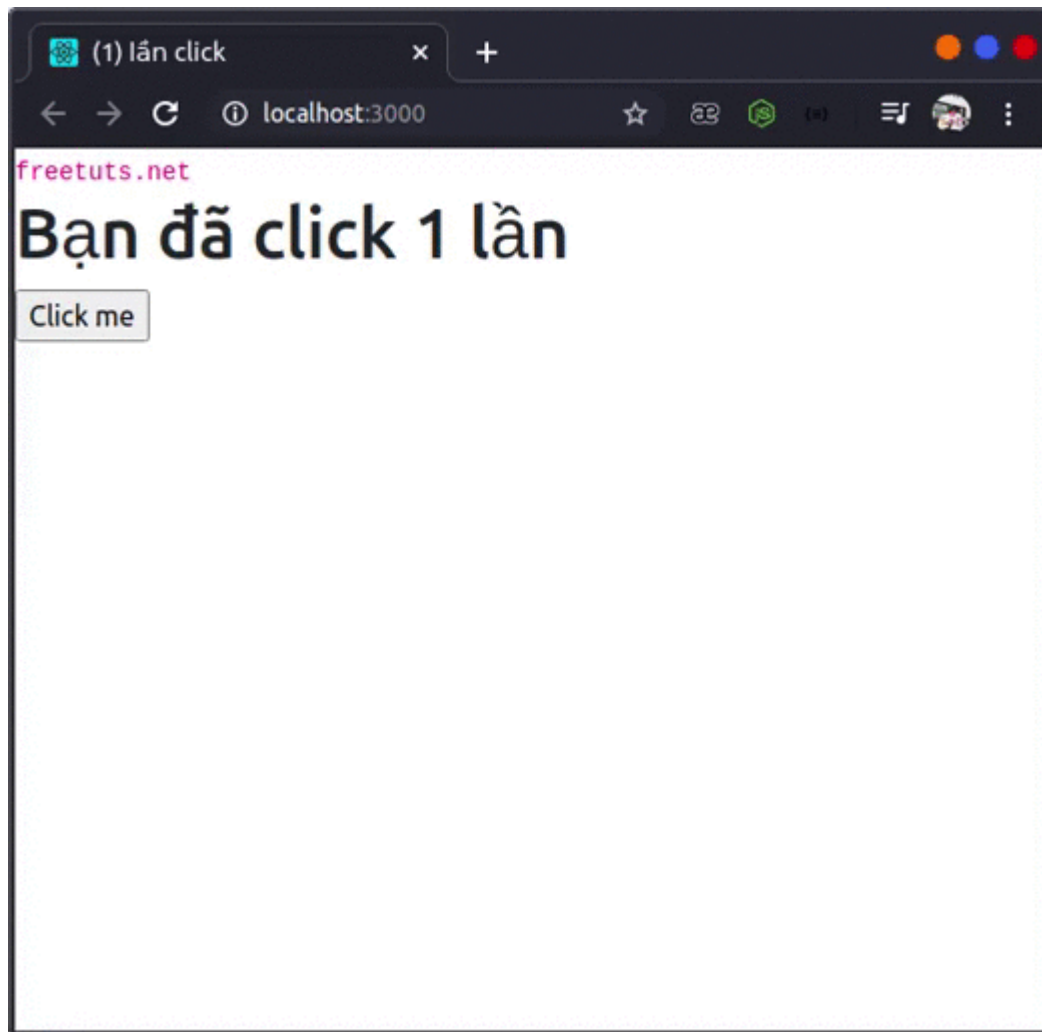 (1) lần click
localhost:3000
freetuts.net
Bạn đã click 1 lần
Click me